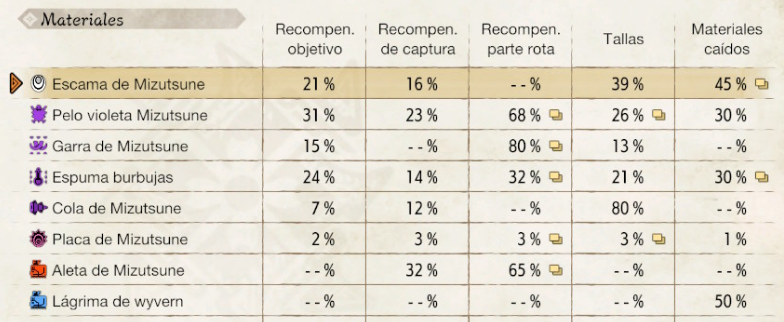 Materiales
Recompen. objetivo Recompen. de captura Recompen. parte rota Tallas Materiales caídos
Escama de Mizutsune 21 % 16 % --% 39 % 45 %
Pelo violeta Mizutsune 31 % 23 % 68 % 26 % 30 %
Garra de Mizutsune 15 % --% 80 % 13 % --%
Espuma burbujas 24 % 14 % 32 % 21 % 30 %
Cola de Mizutsune 7 % 12 % --% 80 % --%
Placa de Mizutsune 2 % 3 % 3 % 3 % 1 %
Aleta de Mizutsune --% 32 % 65 % --% --%
Lágrima de wyvern --% --% --% --% 50 %